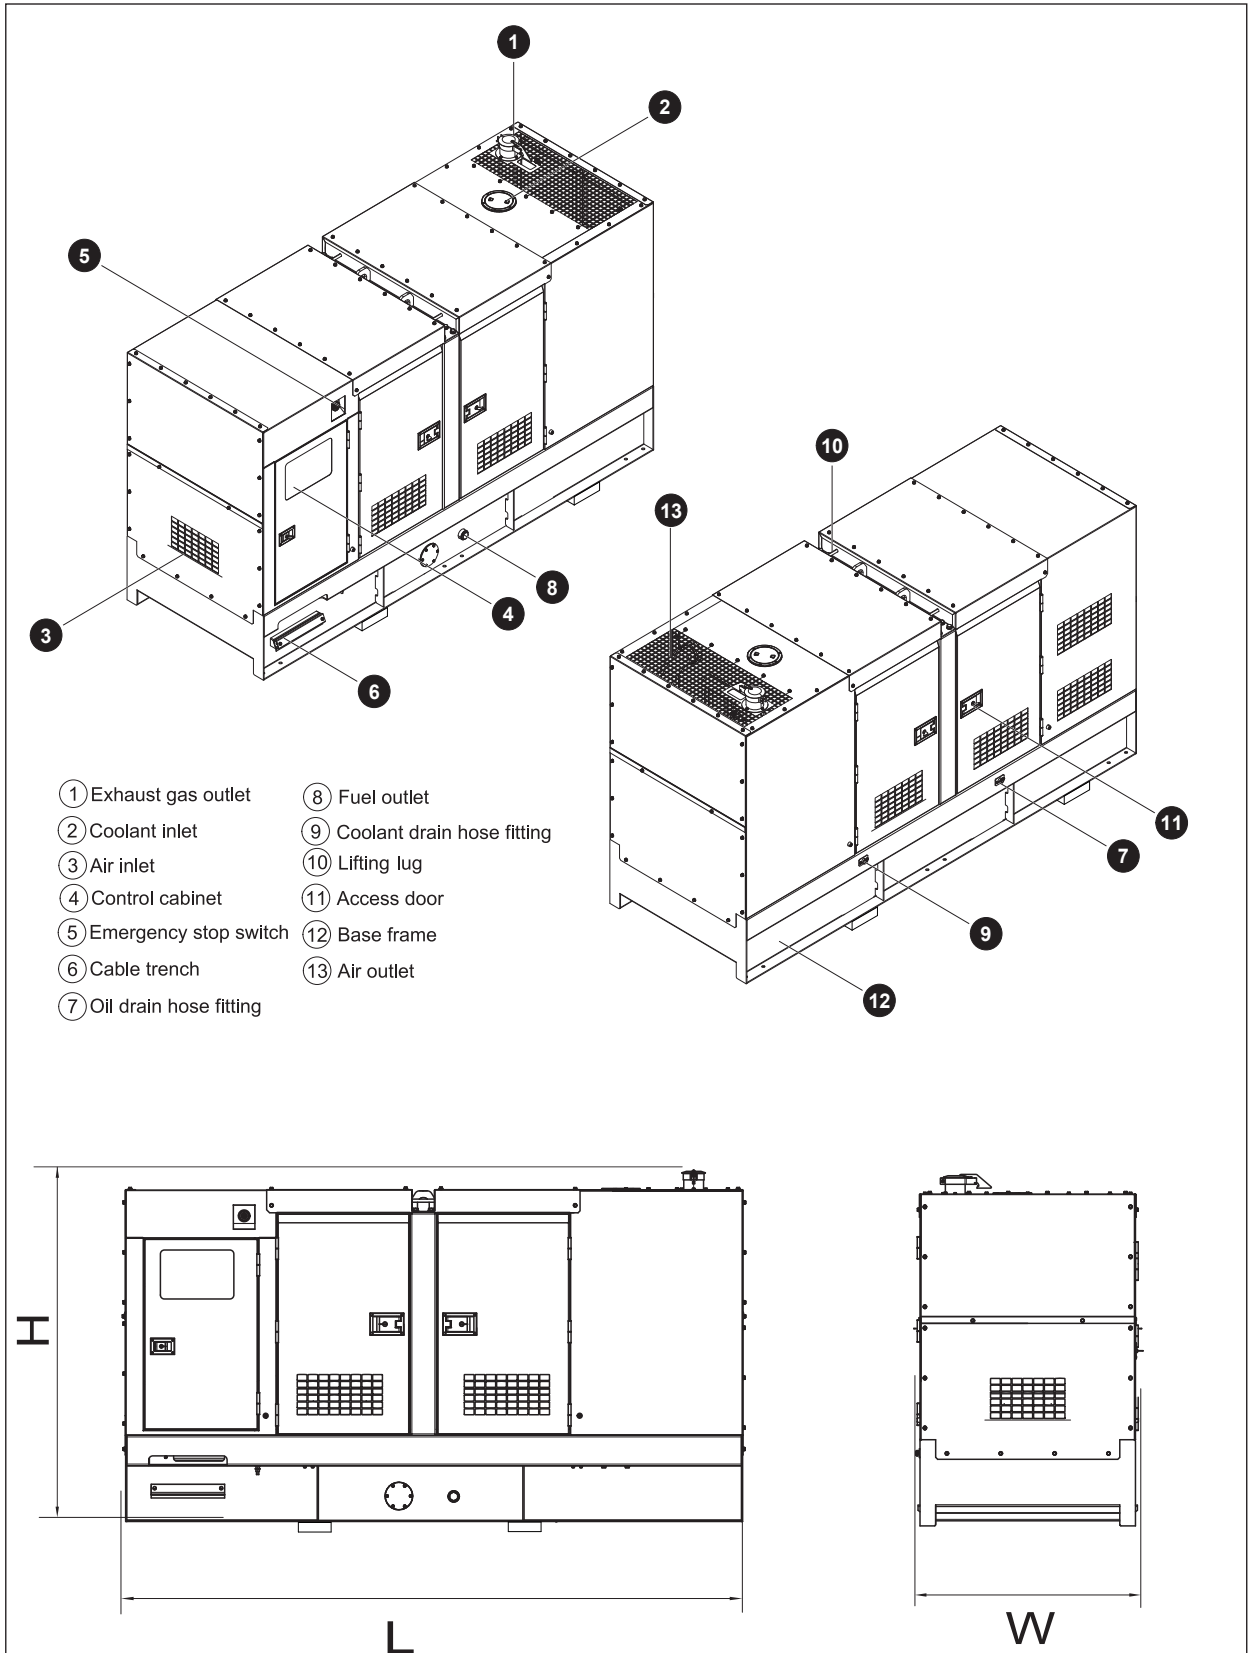 1
2
5
10
13
8
4
3
6
11
7
9
12
1 Exhaust gas outlet
2 Coolant inlet
3 Air inlet
4 Control cabinet
5 Emergency stop switch
6 Cable trench
7 Oil drain hose fitting
8 Fuel outlet
9 Coolant drain hose fitting
10 Lifting lug
11 Access door
12 Base frame
13 Air outlet
H
L
W